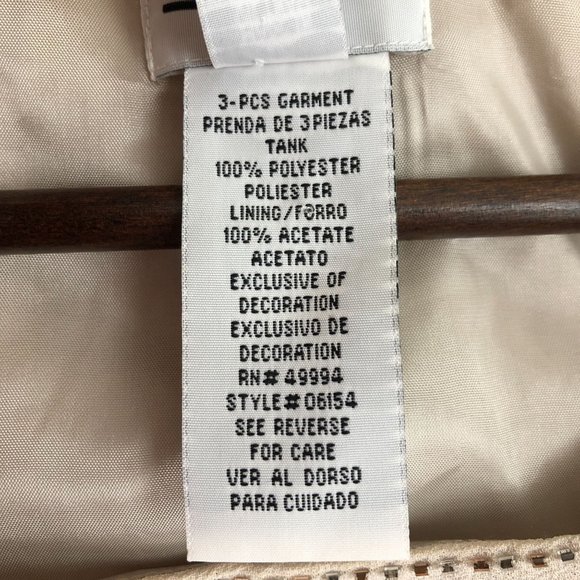 3-PCS GARMENT
PRENDA DE 3PIEZAS
TANK
100% POLYESTER
POLIESTER
LINING/FØRRO
100% ACETATE
ACETATO
EXCLUSIVE OF
DECORATION
EXCLUSIVO DE
DECORATION
RN# 49994
STYLE# 06154
SEE REVERSE
FOR CARE
VER AL DORSO
PARA CUIDADO